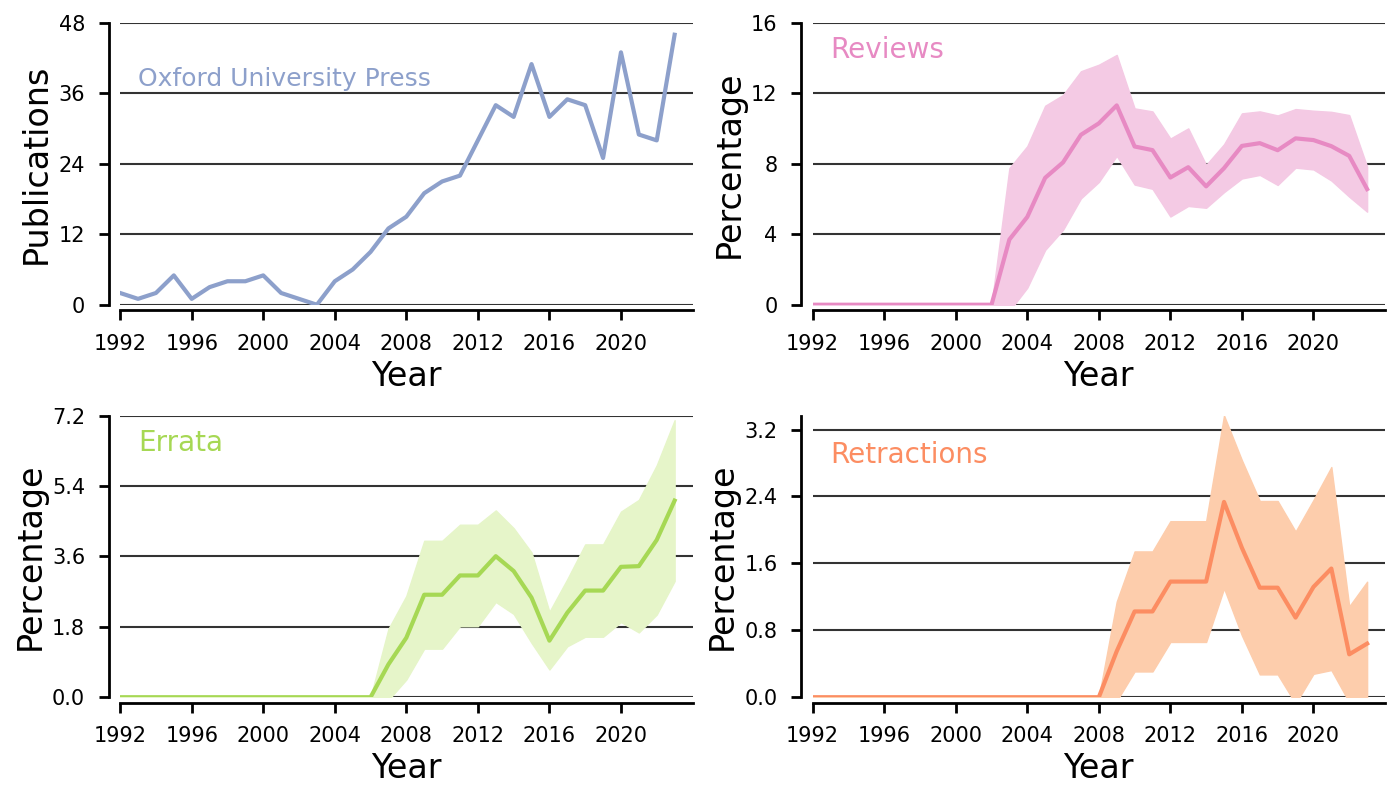 Publications
48
36
24
12
0
Oxford University Press
1992 1996 2000 2004 2008 2012 2016 2020
Year
Percentage
16
12
8
4
0
Reviews
1992 1996 2000 2004 2008 2012 2016 2020
Year
Percentage
7.2
5.4
3.6
1.8
0.0
Errata
1992 1996 2000 2004 2008 2012 2016 2020
Year
Percentage
3.2
2.4
1.6
0.8
0.0
Retractions
1992 1996 2000 2004 2008 2012 2016 2020
Year